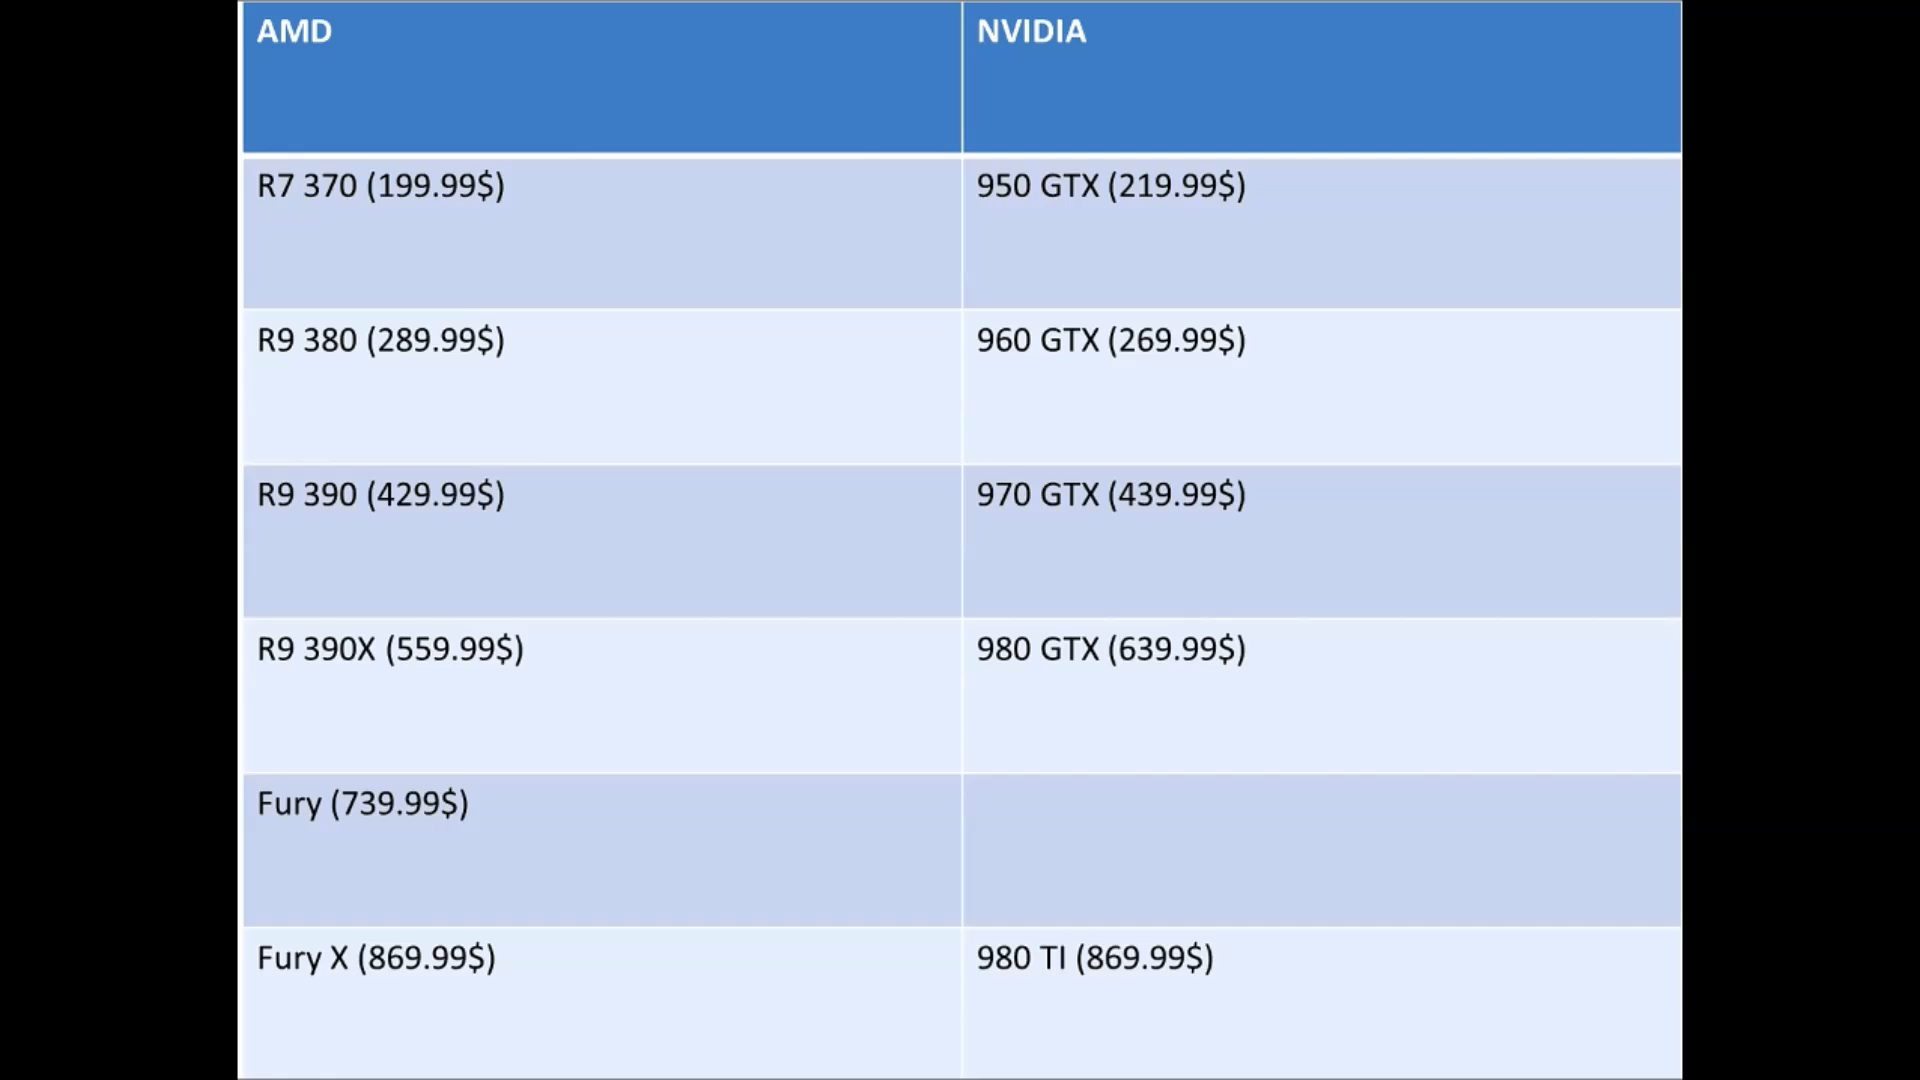 AMD
NVIDIA
R7 370 (199.99$)
950 GTX (219.99$)
R9 380 (289.99$)
960 GTX (269.99$)
R9 390 (429.99$)
970 GTX (439.99$)
R9 390X (559.99$)
980 GTX (639.99$)
Fury (739.99$)
Fury X (869.99$)
980 TI (869.99$)